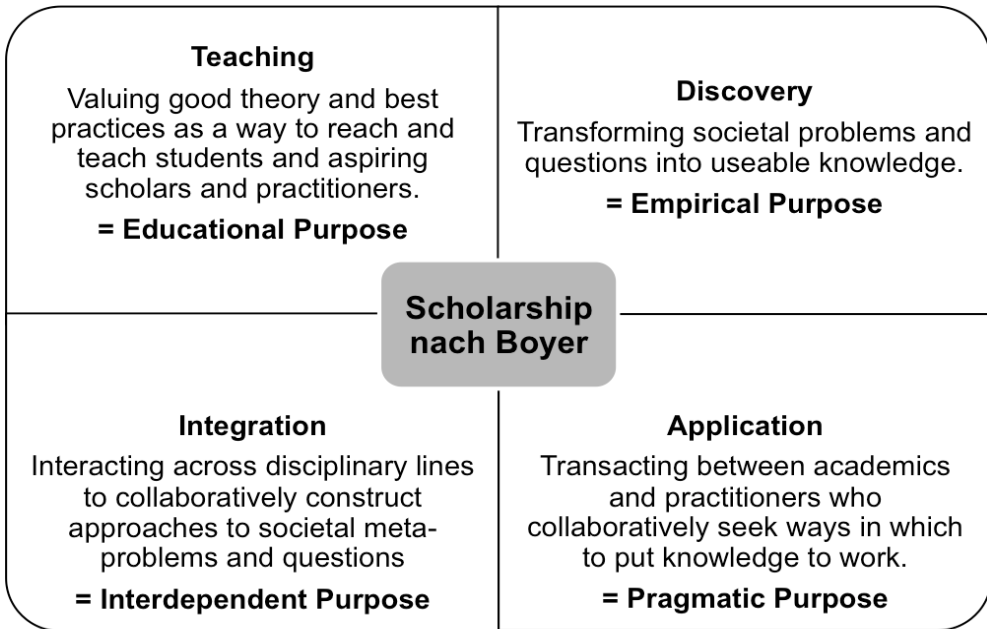 Teaching
Valuing good theory and best
practices as a way to reach and
teach students and aspiring
scholars and practitioners.
= Educational Purpose
Discovery
Transforming societal problems and
questions into useable knowledge.
= Empirical Purpose
Scholarship
nach Boyer
Integration
Interacting across disciplinary lines
to collaboratively construct
approaches to societal meta-
problems and questions
= Interdependent Purpose
Application
Transacting between academics
and practitioners who
collaboratively seek ways in which
to put knowledge to work.
= Pragmatic Purpose